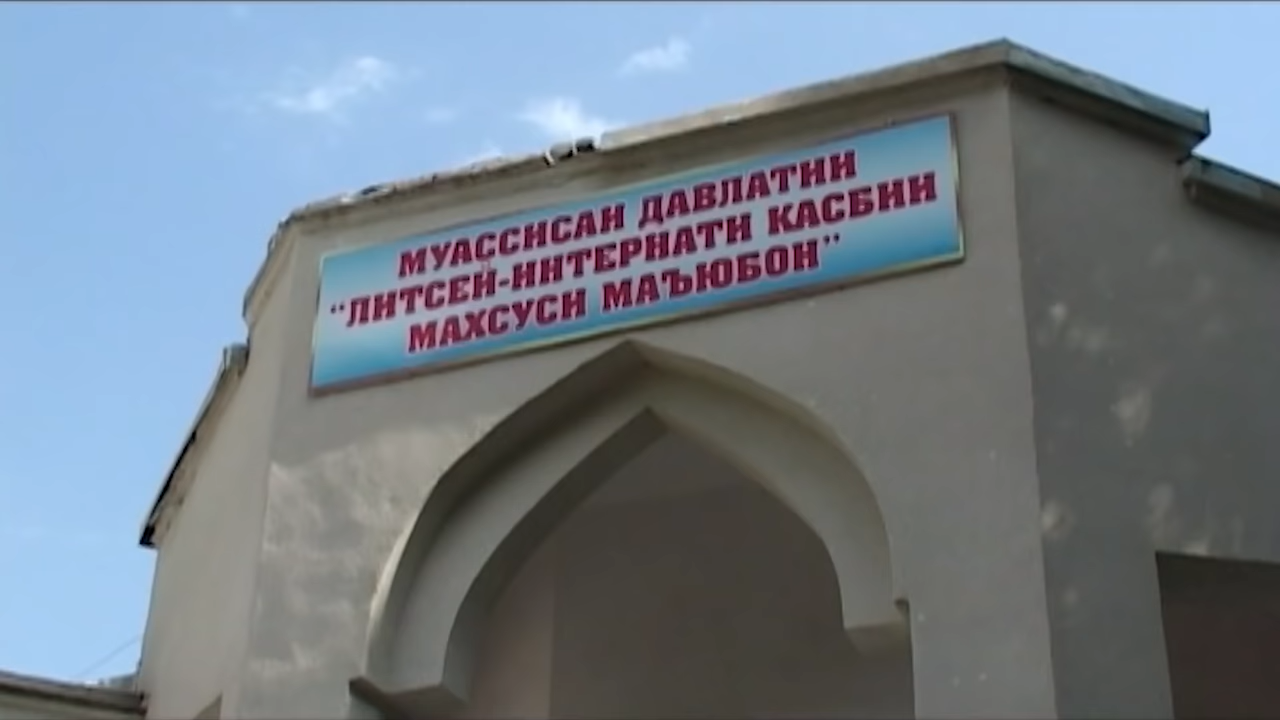 МУАССИСАИ ДАВЛАТИИ
“ЛИТСЕЙ-ИНТЕРНАТИ КАСБИИ
МАХСУСИ МАЪЮБОН”